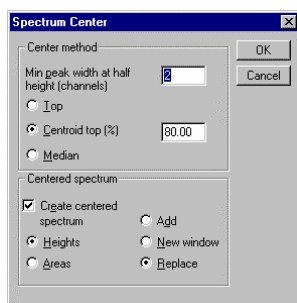 Spectrum Center
Center method
OK
Min peak width at half height (channels)
2
Cancel
Top
Centroid top (%)
80.00
Median
Centered spectrum
Create centered spectrum
Add
Heights
New window
Areas
Replace